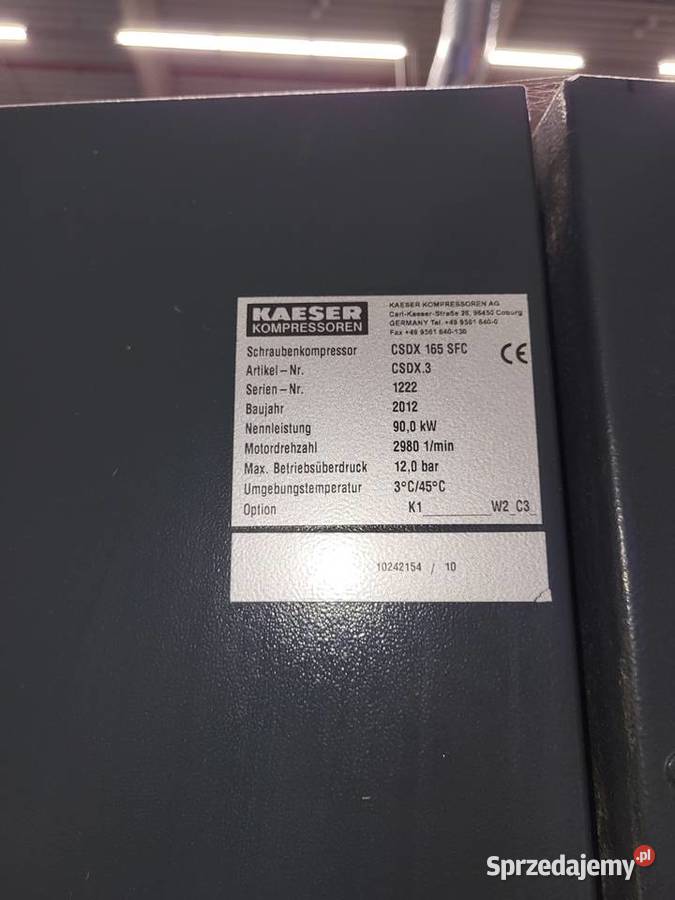 KAESER
KOMPRESSOREN
KAESER KOMPRESSOREN AG
Carl-Kaeser-Straße 26, 96450 Coburg
GERMANY Tel. +49 9561 640-0
Fax +49 9561 640-130
Schraubenkompressor CSDX 165 SFC CE
Artikel-Nr. CSDX.3
Serien-Nr. 1222
Baujahr 2012
Nennleistung 90,0 kW
Motordrehzahl 2980 1/min
Max. Betriebsüberdruck 12,0 bar
Umgebungstemperatur 3°C/45°C
Option K1__________W2_C3_
10242154 / 10
Sprzedajemy.pl